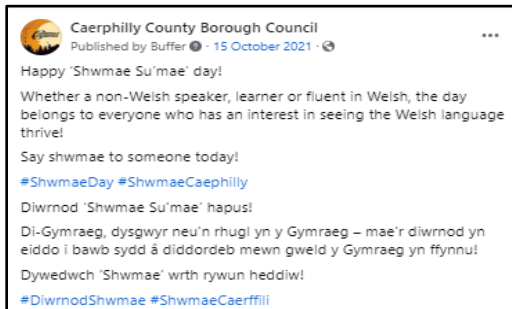 Caerphilly County Borough Council
Published by Buffer · 15 October 2021 ·
Happy ‘Shwmae Su’mae’ day!
Whether a non-Welsh speaker, learner or fluent in Welsh, the day
belongs to everyone who has an interest in seeing the Welsh language
thrive!
Say shwmae to someone today!
#ShwmaeDay #ShwmaeCaephilly
Diwrnod ‘Shwmae Su’mae’ hapus!
Di-Gymraeg, dysgwyr neu’n rhugl yn y Gymraeg – mae’r diwrnod yn
eiddo i bawb sydd â diddordeb mewn gweld y Gymraeg yn ffynnu!
Dywedwch ‘Shwmae’ wrth rywun heddiw!
#DiwrnodShwmae #ShwmaeCaerffili